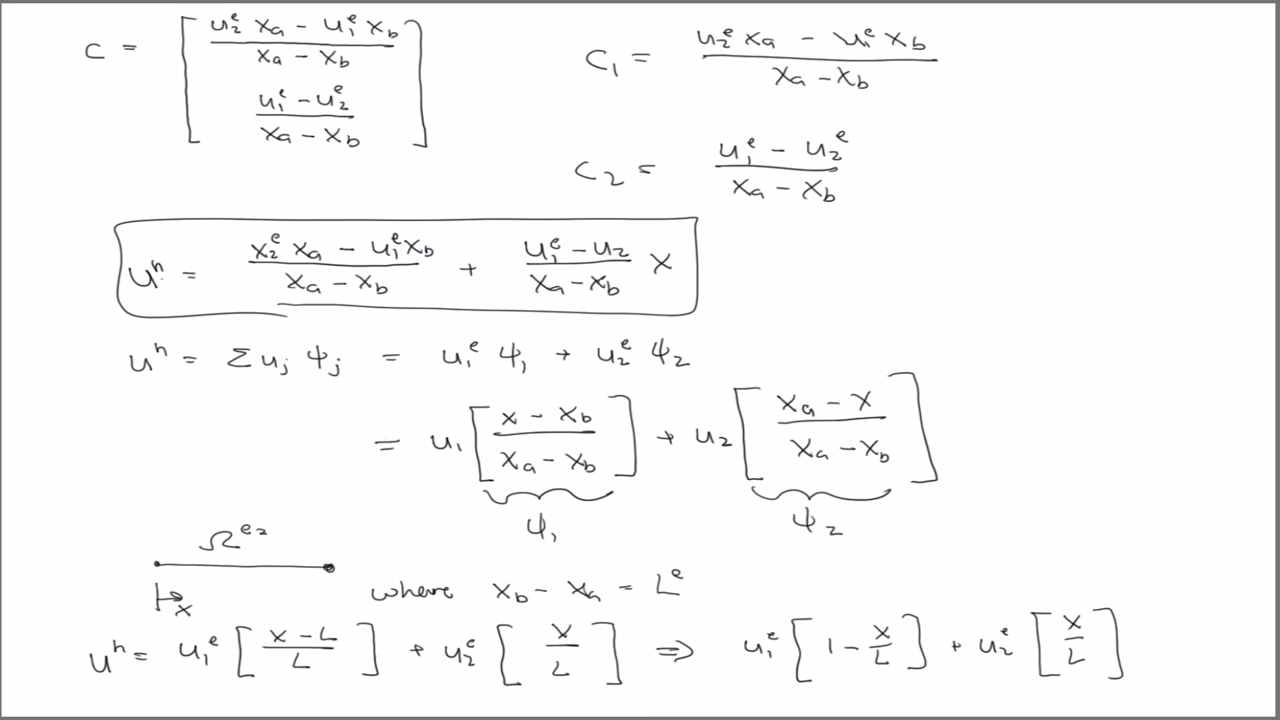 c = [ (u₂ᵉ xₐ − u₁ᵉ x_b)/(xₐ − x_b) ; (u₁ᵉ − u₂ᵉ)/(xₐ − x_b) ]
c₁ = (u₂ᵉ xₐ − u₁ᵉ x_b)/(xₐ − x_b)
c₂ = (u₁ᵉ − u₂ᵉ)/(xₐ − x_b)
uʰ = (x₂ᵉ xₐ − u₁ᵉ x_b)/(xₐ − x_b) + (u₁ᵉ − u₂)/(xₐ − x_b) x
uʰ = Σ uⱼ ψⱼ = u₁ᵉ ψ₁ + u₂ᵉ ψ₂
= u₁ [ (x − x_b)/(xₐ − x_b) ] + u₂ [ (xₐ − x)/(xₐ − x_b) ]
ψ₁ ψ₂
Ωᵉ²
x
where x_b − xₐ = Lᵉ
uʰ = u₁ᵉ [ (x − L)/L ] + u₂ᵉ [ x/L ] ⇒ u₁ᵉ [ 1 − x/L ] + u₂ᵉ [ x/L ]